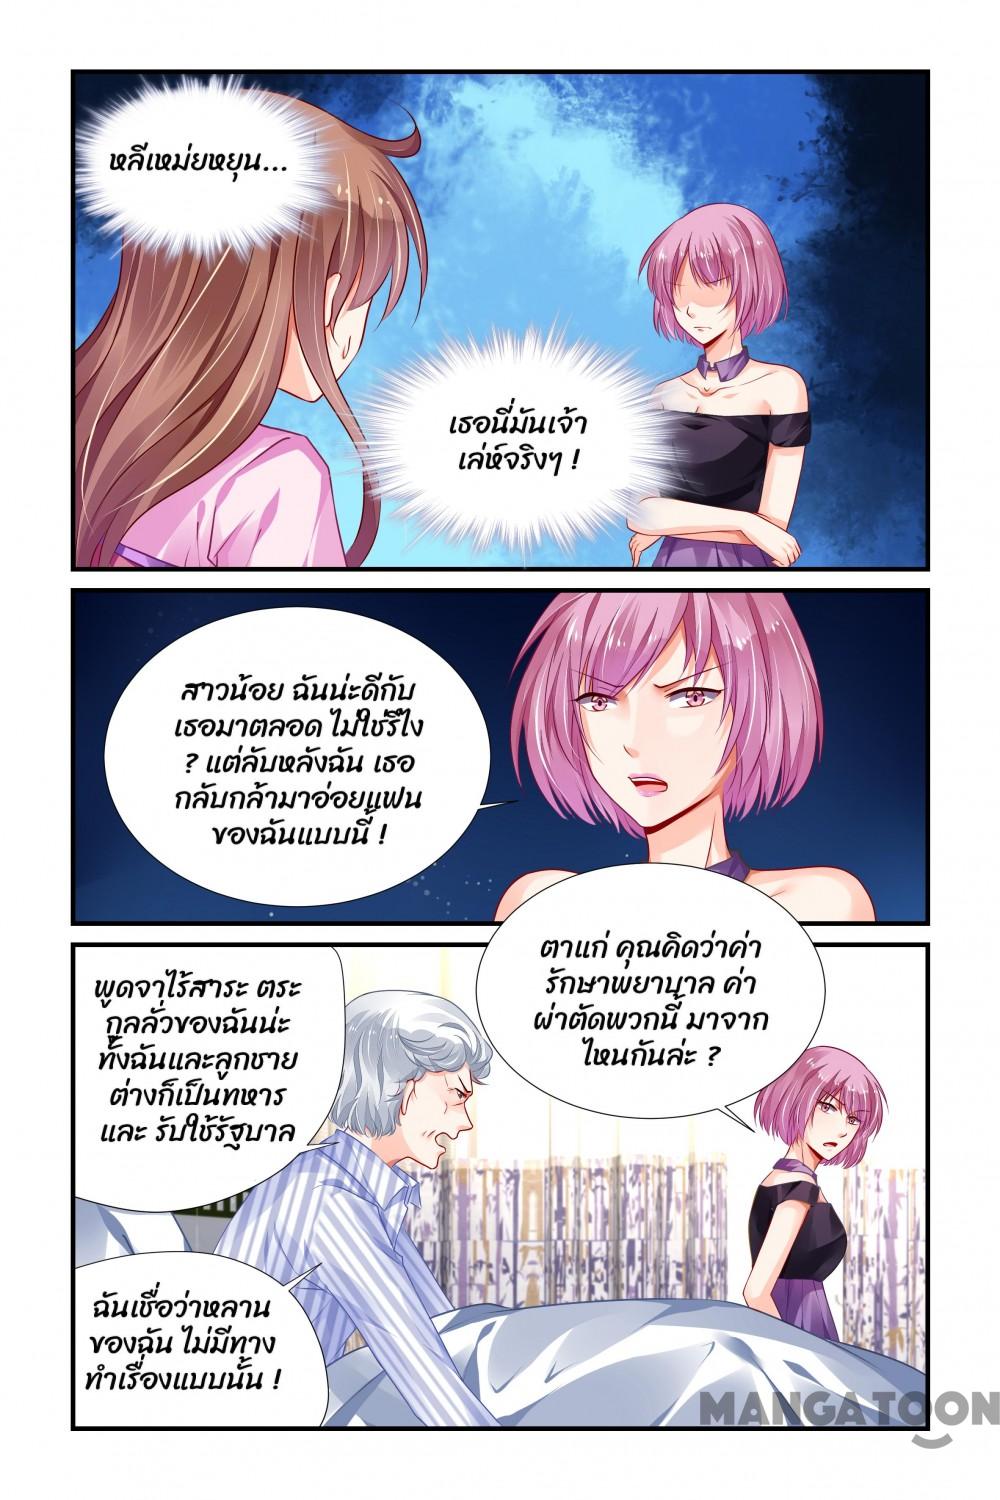 หลีเหม่ยหยุน...
เธอนี่มันเจ้า
เล่ห์จริงๆ !
สาวน้อย ฉันน่ะดีกับ
เธอมาตลอด ไม่ใช่รึไง
? แต่ลับหลังฉัน เธอ
กลับกล้ามาอ่อยแฟน
ของฉันแบบนี้ !
ตาแก่ คุณคิดว่าค่า
รักษาพยาบาล ค่า
ผ่าตัดพวกนี้ มาจาก
ไหนกันล่ะ ?
พูดจาไร้สาระ ตระ
กูลลั่วของฉันน่ะ
ทั้งฉันและลูกชาย
ต่างก็เป็นทหาร
และ รับใช้รัฐบาล
ฉันเชื่อว่าหลาน
ของฉัน ไม่มีทาง
ทำเรื่องแบบนั้น !
MANGATOON